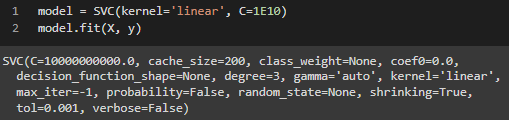 1 model = SVC(kernel='linear', C=1E10)
2 model.fit(X, y)
SVC(C=10000000000.0, cache_size=200, class_weight=None, coef0=0.0,
decision_function_shape=None, degree=3, gamma='auto', kernel='linear',
max_iter=-1, probability=False, random_state=None, shrinking=True,
tol=0.001, verbose=False)